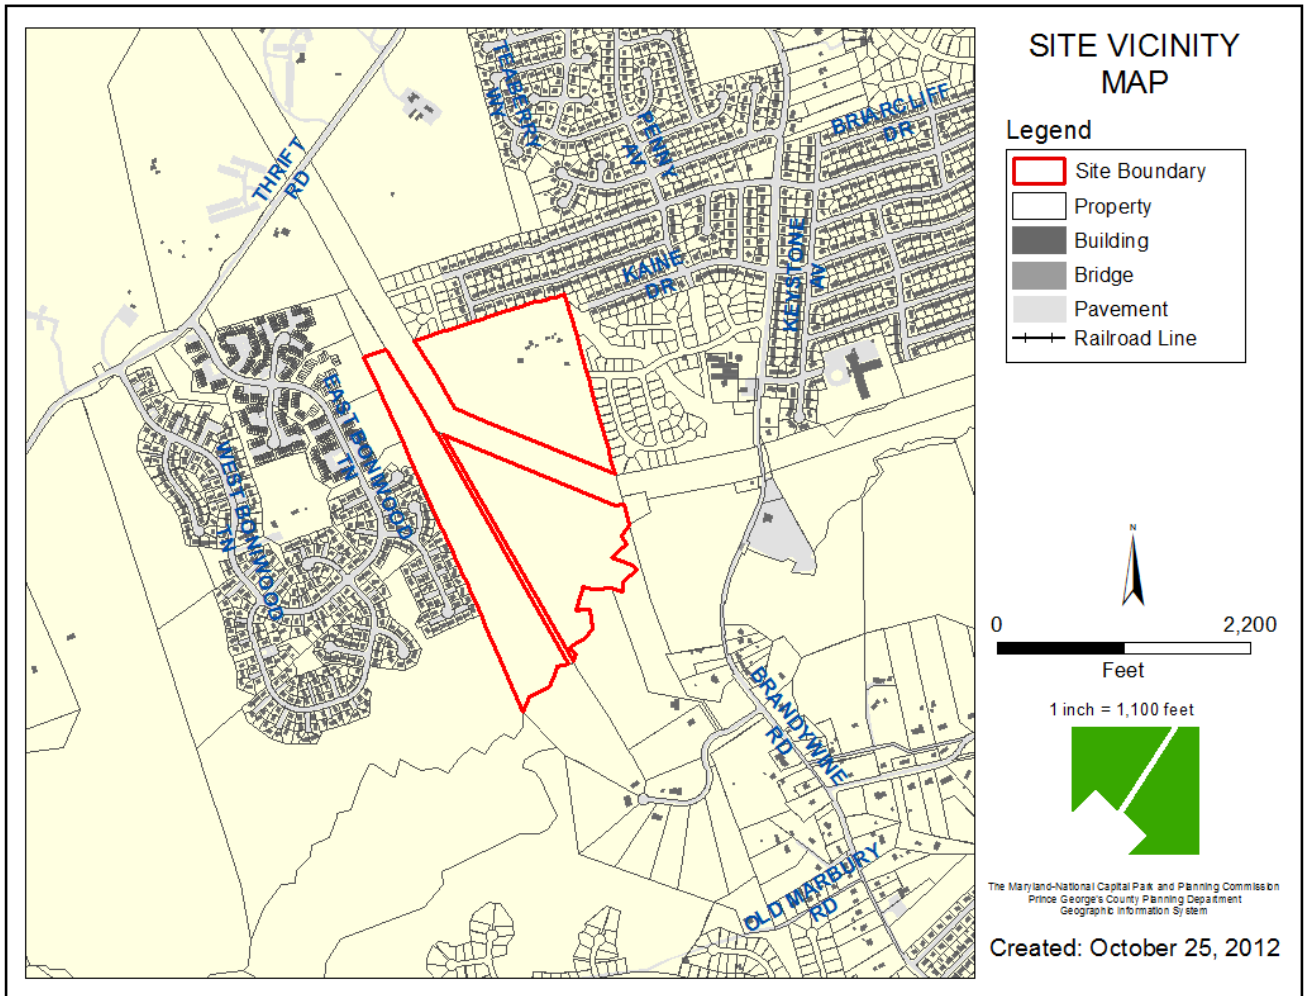 SITE VICINITY
MAP
Legend
Site Boundary
Property
Building
Bridge
Pavement
Railroad Line
TEABERRY
WY
PENNY
AV
BRIARCLIFF
DR
THRIFT
RD
KAINE
DR
KEYSTONE
AV
EAST BONIWOOD
TN
WEST BONIWOOD
TN
BRANDYWINE
RD
OLD MARBURY
RD
N
0 2,200
Feet
1 inch = 1,100 feet
The Maryland-National Capital Park and Planning Commission
Prince George's County Planning Department
Geographic Information System
Created: October 25, 2012